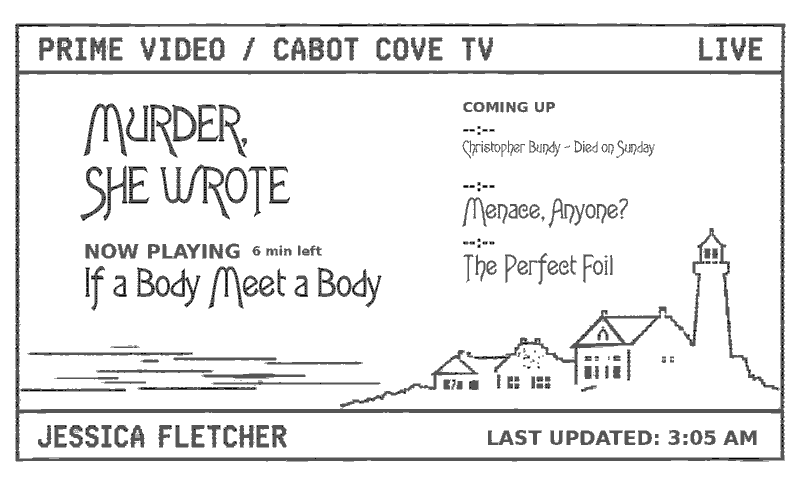 PRIME VIDEO / CABOT COVE TV
LIVE
MURDER,
SHE WROTE
NOW PLAYING 6 min left
If a Body Meet a Body
COMING UP
--:--
Christopher Bundy - Died on Sunday
--:--
Menace, Anyone?
--:--
The Perfect Foil
JESSICA FLETCHER
LAST UPDATED: 3:05 AM